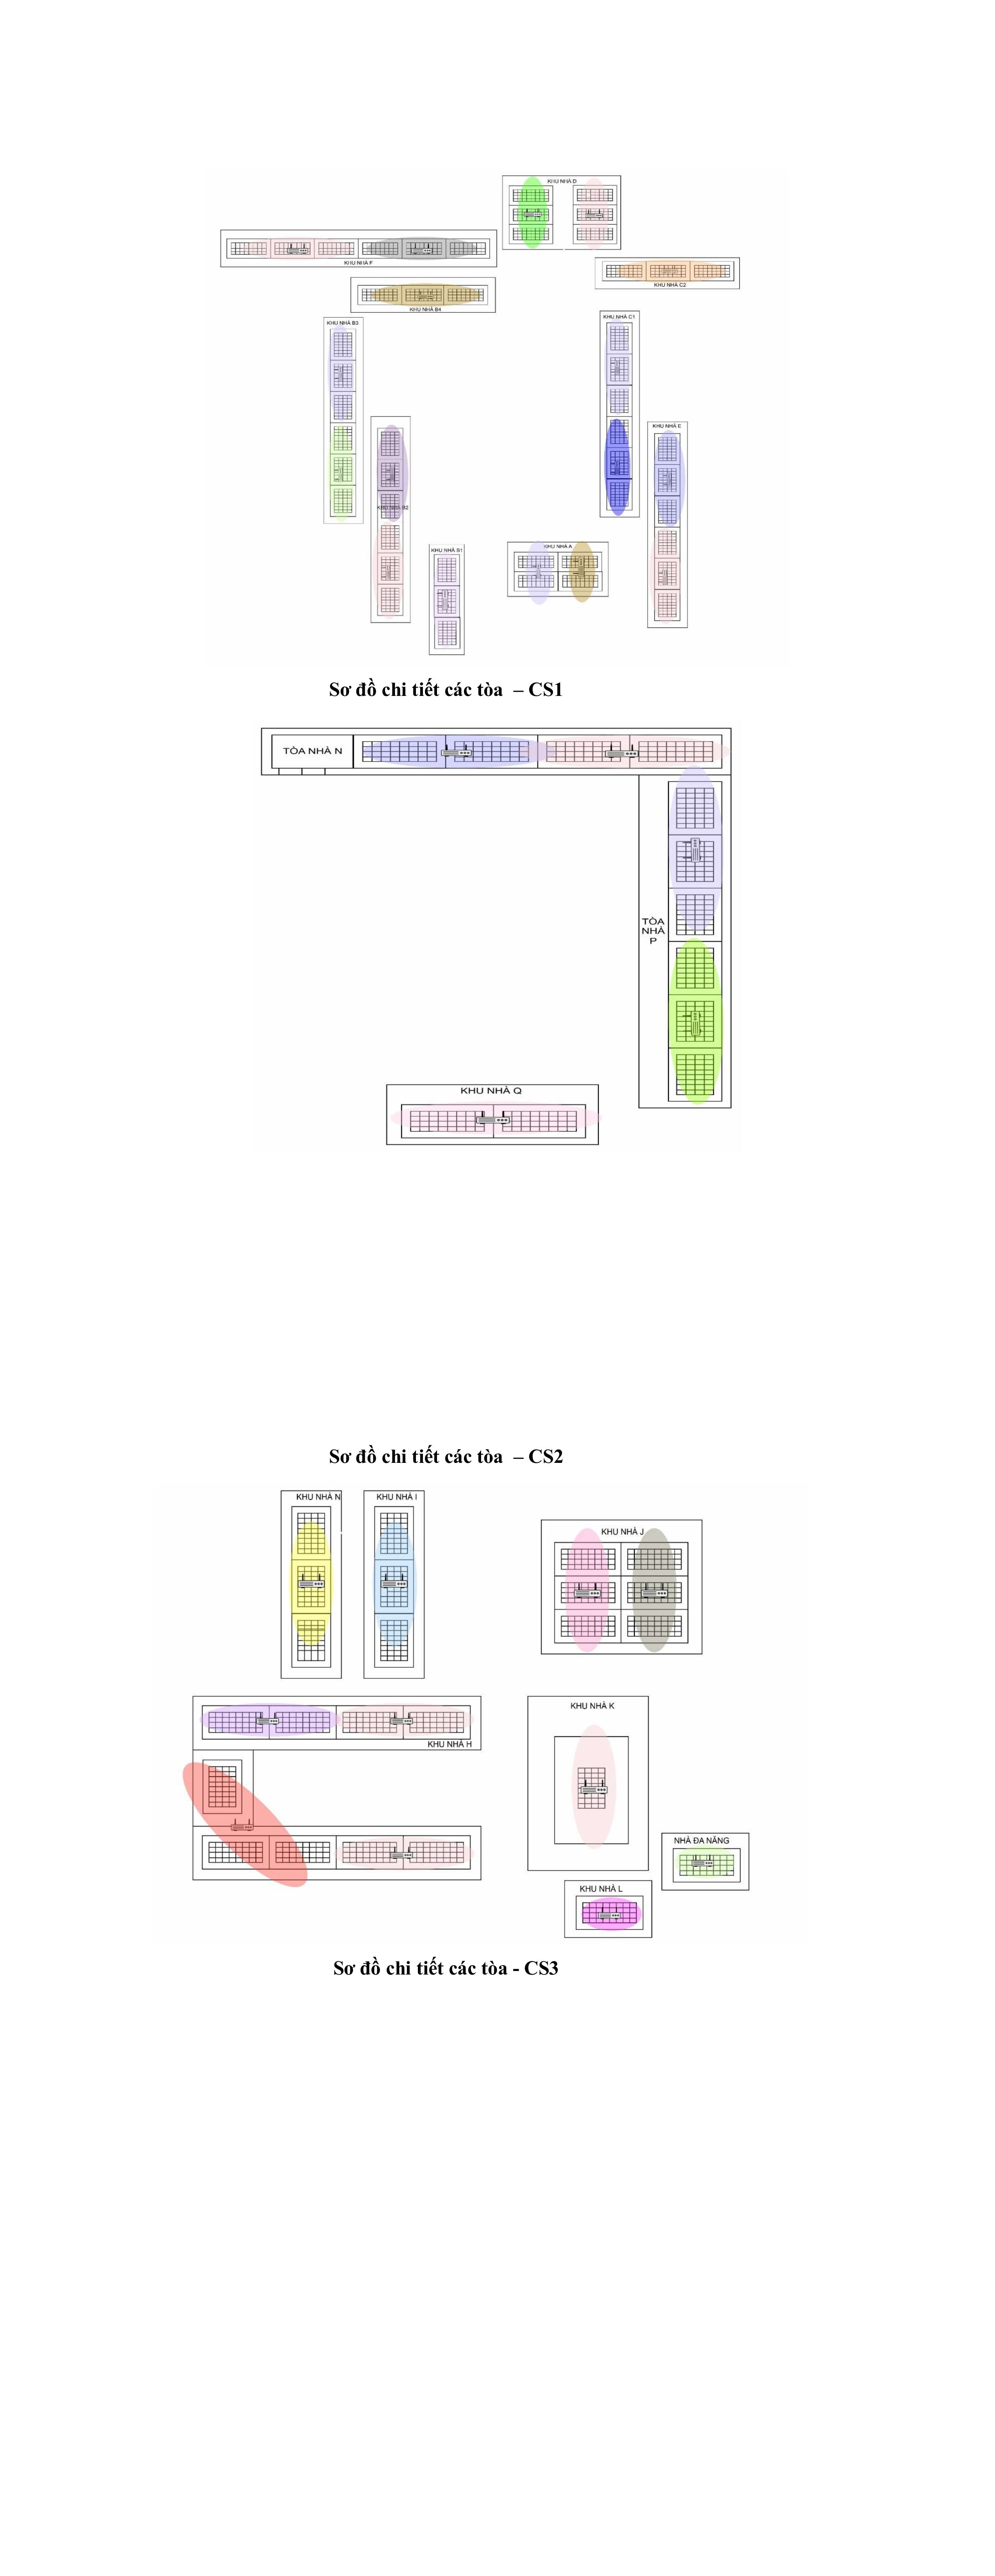 KHU NHÀ D
KHU NHÀ F
KHU NHÀ C2
KHU NHÀ B4
KHU NHÀ B3
KHU NHÀ C1
KHU NHÀ E
KHU NHÀ B2
KHU NHÀ B1
KHU NHÀ A
Sơ đồ chi tiết các tòa – CS1
TÒA NHÀ N
TÒA
NHÀ
P
KHU NHÀ Q
Sơ đồ chi tiết các tòa – CS2
KHU NHÀ N
KHU NHÀ I
KHU NHÀ J
KHU NHÀ K
KHU NHÀ H
NHÀ ĐA NĂNG
KHU NHÀ L
Sơ đồ chi tiết các tòa - CS3